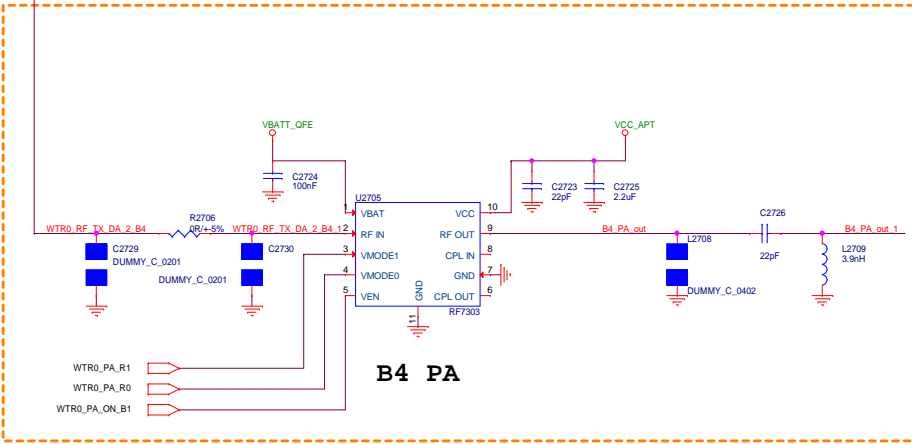 VBATT_QFE
VCC_APT
C2724
100nF
C2723
22pF
C2725
2.2uF
U2705
1 VBAT VCC 10
2 RF IN RF OUT 9
3 VMODE1 CPL IN 8
4 VMODE0 GND 7
5 VEN CPL OUT 6
GND
11
RF7303
WTR0_RF_TX_DA_2_B4
R2706
0R/+-5%
WTR0_RF_TX_DA_2_B4_1
C2729
DUMMY_C_0201
C2730
DUMMY_C_0201
B4_PA_out
L2708
DUMMY_C_0402
C2726
22pF
B4_PA_out_1
L2709
3.9nH
WTR0_PA_R1
WTR0_PA_R0
WTR0_PA_ON_B1
B4 PA